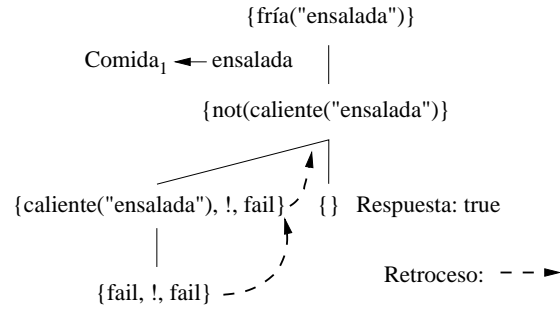 {fría("ensalada")}
Comida1 ensalada
{not(caliente("ensalada")}
{caliente("ensalada"), !, fail} {} Respuesta: true
Retroceso:
{fail, !, fail}